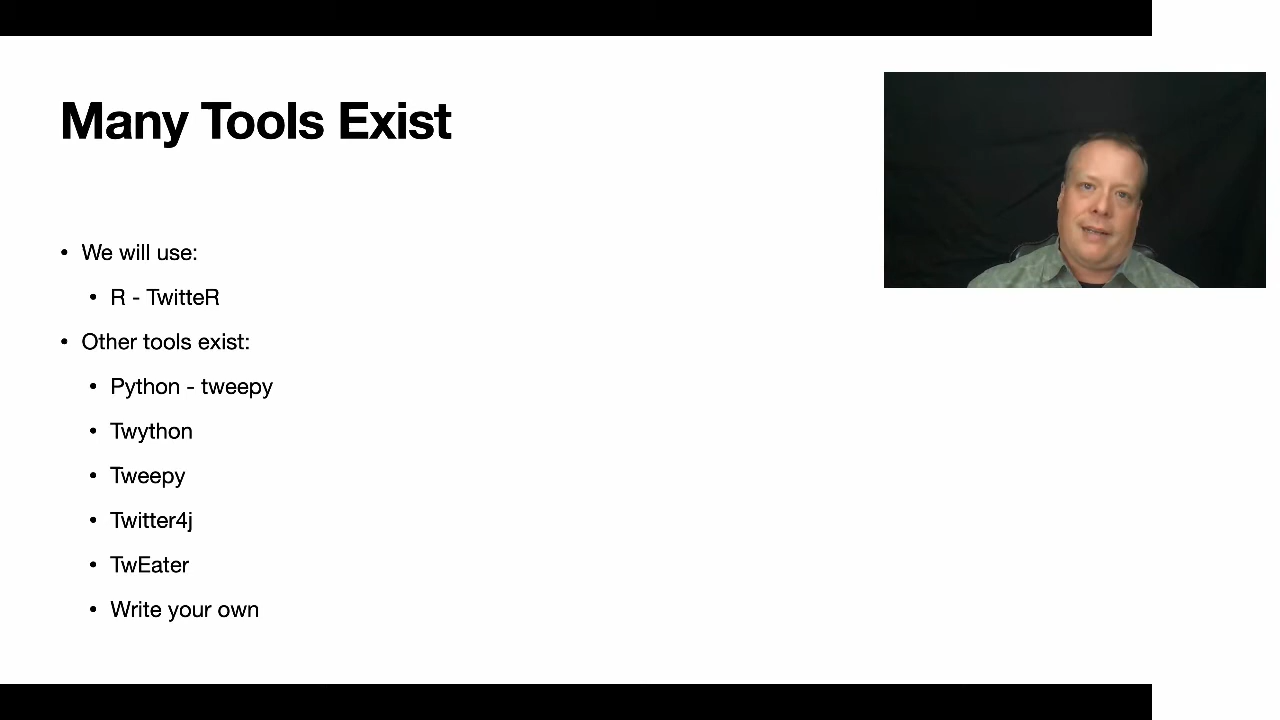 Many Tools Exist
• We will use:
• R - TwitteR
• Other tools exist:
• Python - tweepy
• Twython
• Tweepy
• Twitter4j
• TwEater
• Write your own